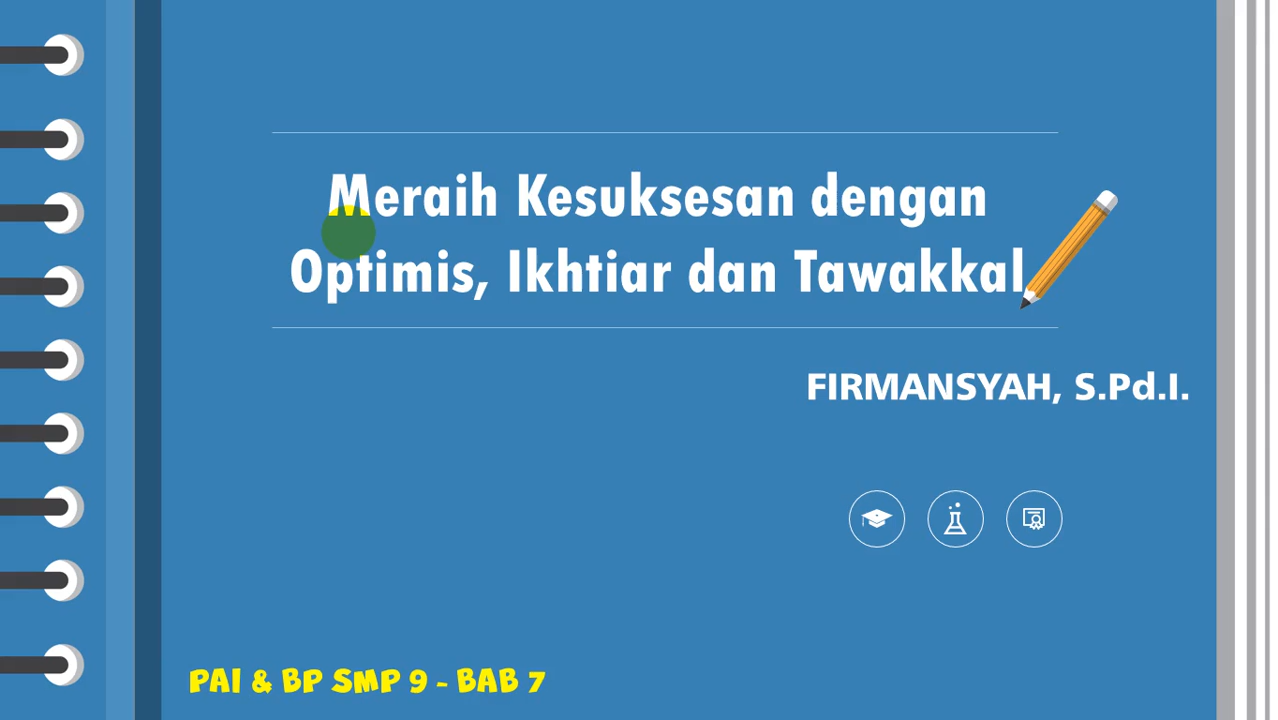 Meraih Kesuksesan dengan
Optimis, Ikhtiar dan Tawakkal
FIRMANSYAH, S.Pd.I.
PAI & BP SMP 9 - BAB 7